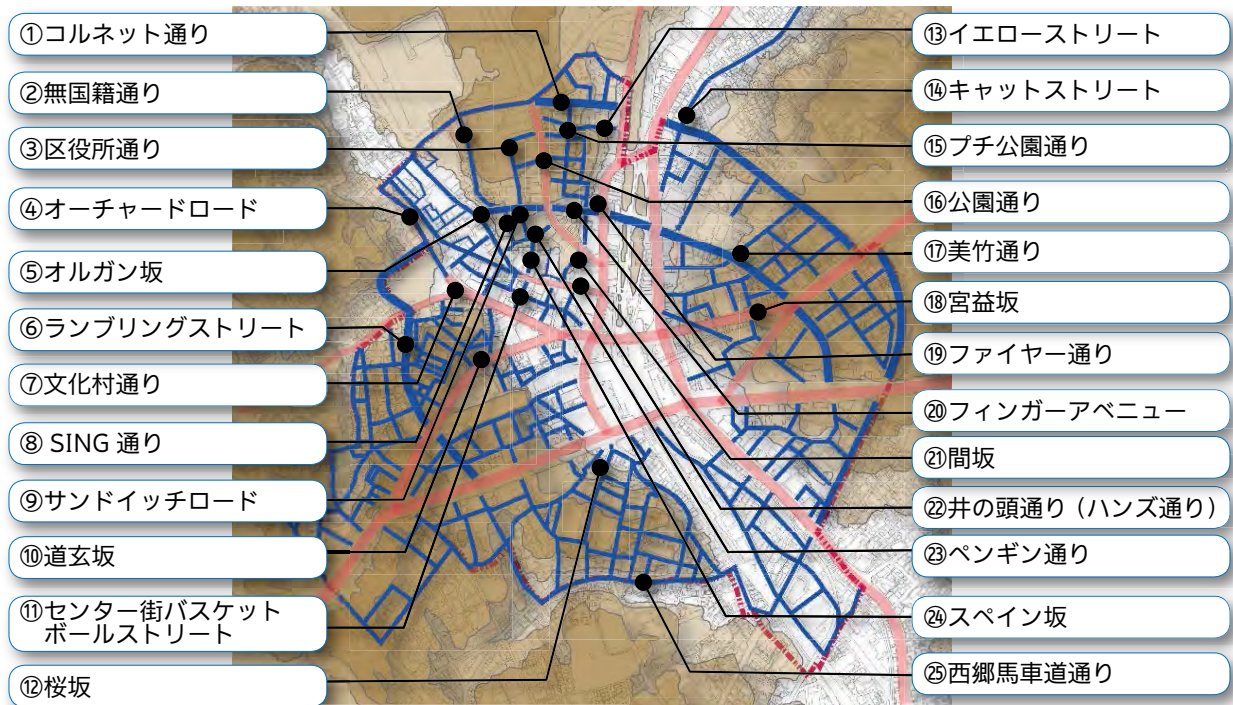 ①コルネット通り
②無国籍通り
③区役所通り
④オーチャードロード
⑤オルガン坂
⑥ランブリングストリート
⑦文化村通り
⑧ SING 通り
⑨サンドイッチロード
⑩道玄坂
⑪センター街バスケット
ボールストリート
⑫桜坂
⑬イエローストリート
⑭キャットストリート
⑮プチ公園通り
⑯公園通り
⑰美竹通り
⑱宮益坂
⑲ファイヤー通り
⑳フィンガーアベニュー
㉑間坂
㉒井の頭通り（ハンズ通り）
㉓ペンギン通り
㉔スペイン坂
㉕西郷馬車道通り